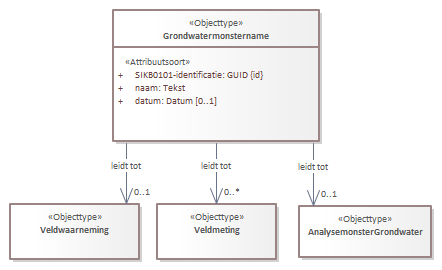 «Objecttype»
Grondwatermonstername
«Attribuutsoort»
+ SIKB0101-identificatie: GUID {id}
+ naam: Tekst
+ datum: Datum [0..1]
leidt tot
leidt tot
leidt tot
0..1
0..*
0..1
«Objecttype»
Veldwaarneming
«Objecttype»
Veldmeting
«Objecttype»
AnalysemonsterGrondwater